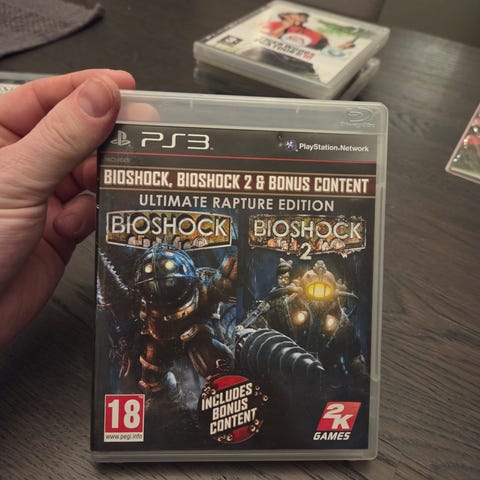 PS3
PlayStation.Network
INCLUDES
BIOSHOCK, BIOSHOCK 2 & BONUS CONTENT
ULTIMATE RAPTURE EDITION
BIOSHOCK
BIOSHOCK
2
INCLUDES
BONUS
CONTENT
18
www.pegi.info
2K
GAMES